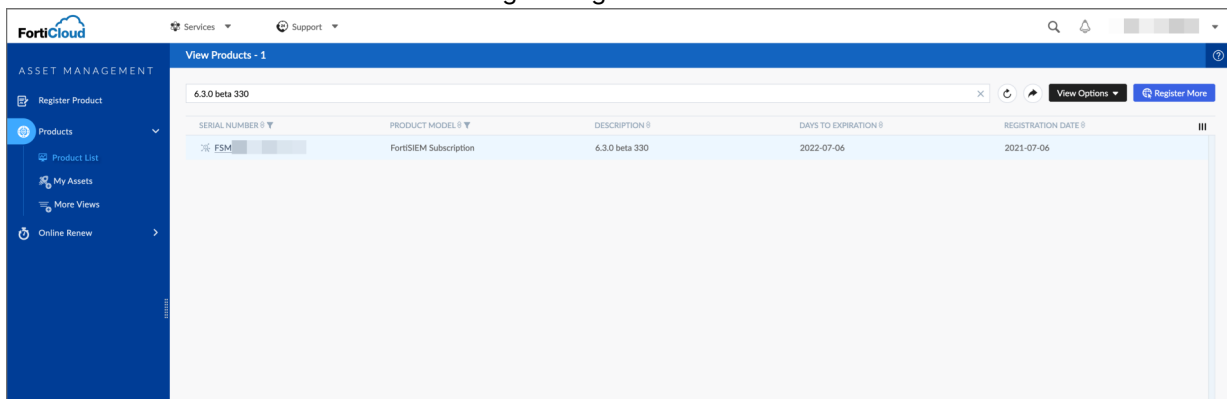 FortiCloud
Services
Support
ASSET MANAGEMENT
Register Product
Products
Product List
My Assets
More Views
Online Renew
View Products - 1
6.3.0 beta 330
View Options
Register More
SERIAL NUMBER PRODUCT MODEL DESCRIPTION DAYS TO EXPIRATION REGISTRATION DATE
FSM FortiSIEM Subscription 6.3.0 beta 330 2022-07-06 2021-07-06